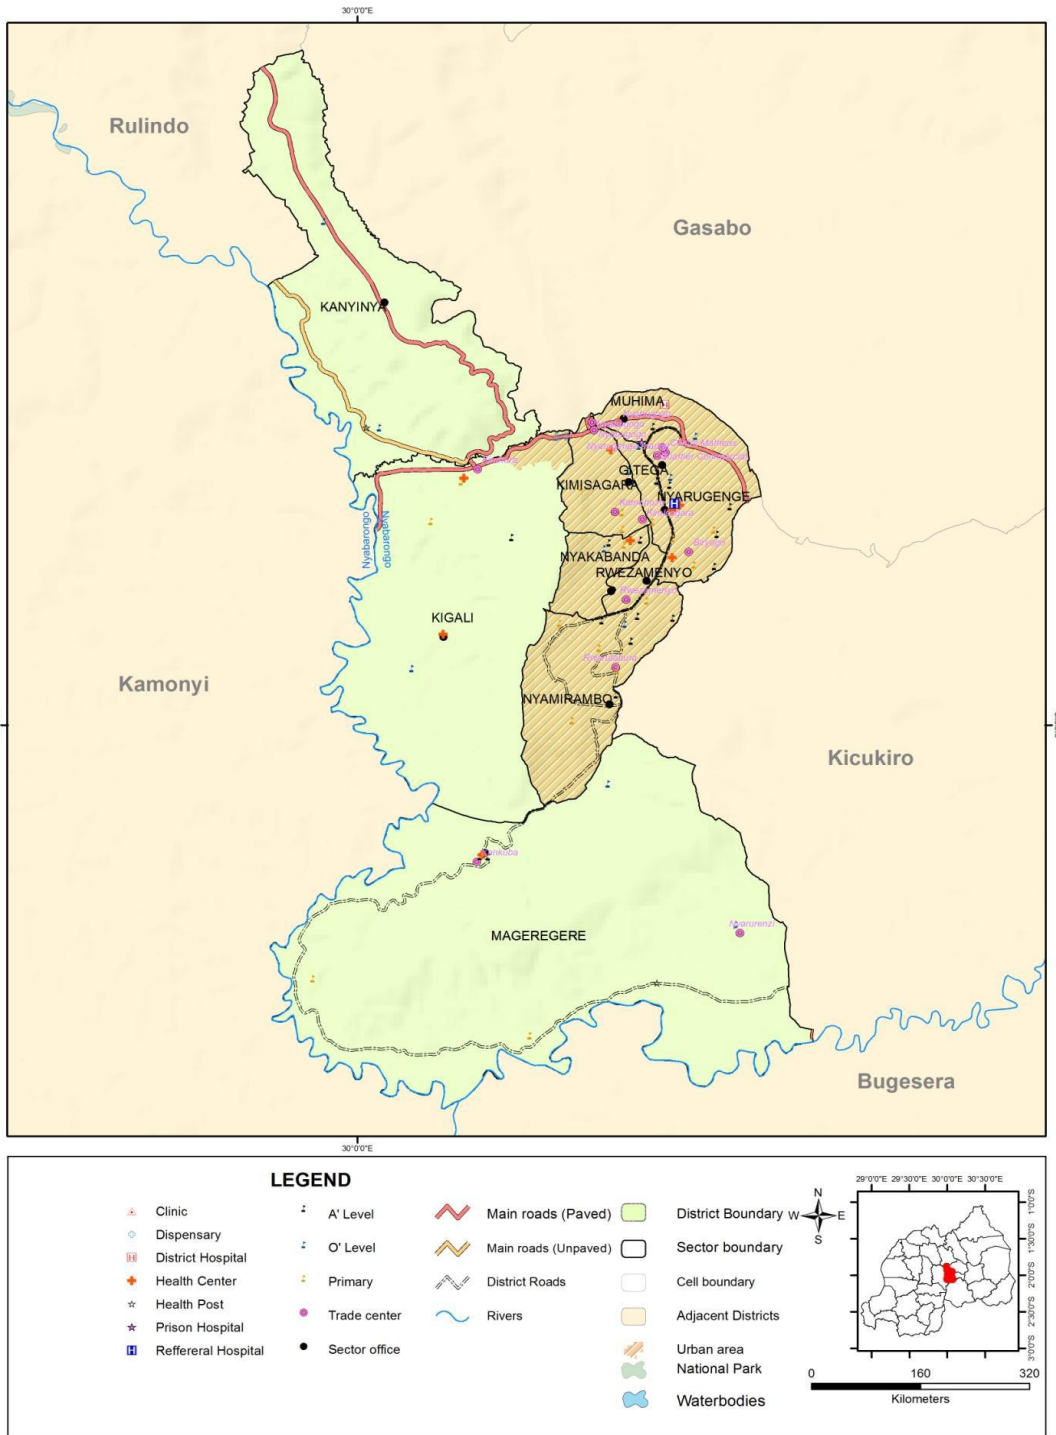 30°0'0"E
Rulindo
Gasabo
KANYINYA
MUHIMA
GITEGA
KIMISAGARA
NYARUGENGE
Nyabarongo
Nyabarongo
Biryogo
NYAKABANDA
RWEZAMENYO
KIGALI
Kamonyi
NYAMIRAMBO
Kicukiro
MAGEREGERE
Nyarurenzi
Bugesera
30°0'0"E
LEGEND
Clinic
Dispensary
District Hospital
Health Center
Health Post
Prison Hospital
Reffereral Hospital
A' Level
O' Level
Primary
Trade center
Sector office
Main roads (Paved)
Main roads (Unpaved)
District Roads
Rivers
District Boundary
Sector boundary
Cell boundary
Adjacent Districts
Urban area
National Park
Waterbodies
N
W E
S
29°0'0"E 29°30'0"E 30°0'0"E 30°30'0"E
1°0'0"S
1°30'0"S
2°0'0"S
2°30'0"S
3°0'0"S
0 160 320
Kilometers